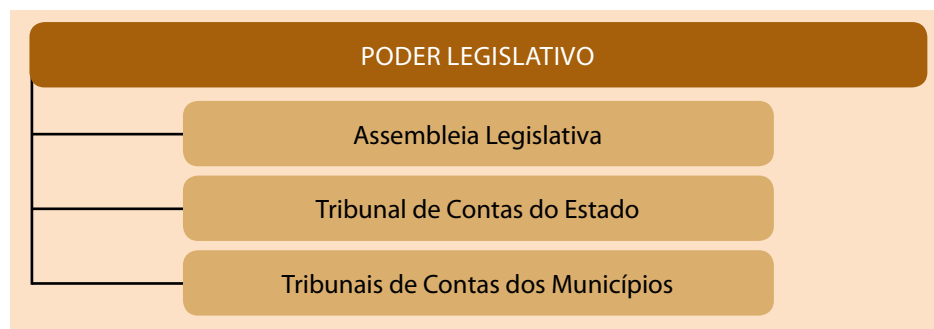 PODER LEGISLATIVO
Assembleia Legislativa
Tribunal de Contas do Estado
Tribunais de Contas dos Municípios